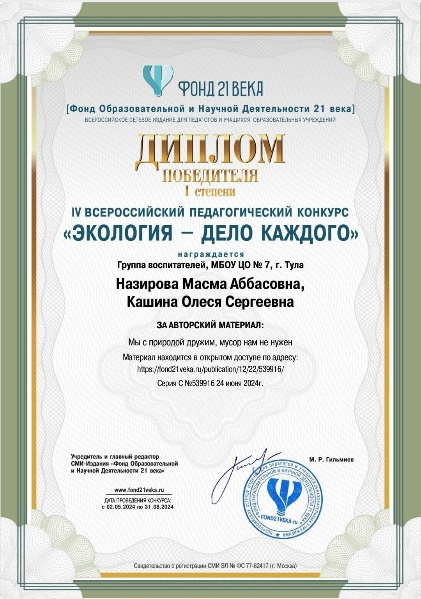 ФОНД 21 ВЕКА
[Фонд Образовательной и Научной Деятельности 21 века]
ВСЕРОССИЙСКОЕ СЕТЕВОЕ ИЗДАНИЕ ДЛЯ ПЕДАГОГОВ И УЧАЩИХСЯ ОБРАЗОВАТЕЛЬНЫХ УЧРЕЖДЕНИЙ
ДИПЛОМ
ПОБЕДИТЕЛЯ
I степени
IV ВСЕРОССИЙСКИЙ ПЕДАГОГИЧЕСКИЙ КОНКУРС
«ЭКОЛОГИЯ – ДЕЛО КАЖДОГО»
награждается
Группа воспитателей, МБОУ ЦО № 7, г. Тула
Назирова Масма Аббасовна,
Кашина Олеся Сергеевна
ЗА АВТОРСКИЙ МАТЕРИАЛ:
Мы с природой дружим, мусор нам не нужен
Материал находится в открытом доступе по адресу:
https://fond21veka.ru/publication/12/22/539916/
Серия С №539916 24 июня 2024г.
Учредитель и главный редактор
СМИ-Издания «Фонд Образовательной
и Научной Деятельности 21 века»
М. Р. Гильмиев
www.fond21veka.ru
ДАТА ПРОВЕДЕНИЯ КОНКУРСА:
с 02.05.2024 по 31.08.2024
FOND21VEKA.RU
Свидетельство о регистрации СМИ ЭЛ № ФС 77-82417 (г. Москва)